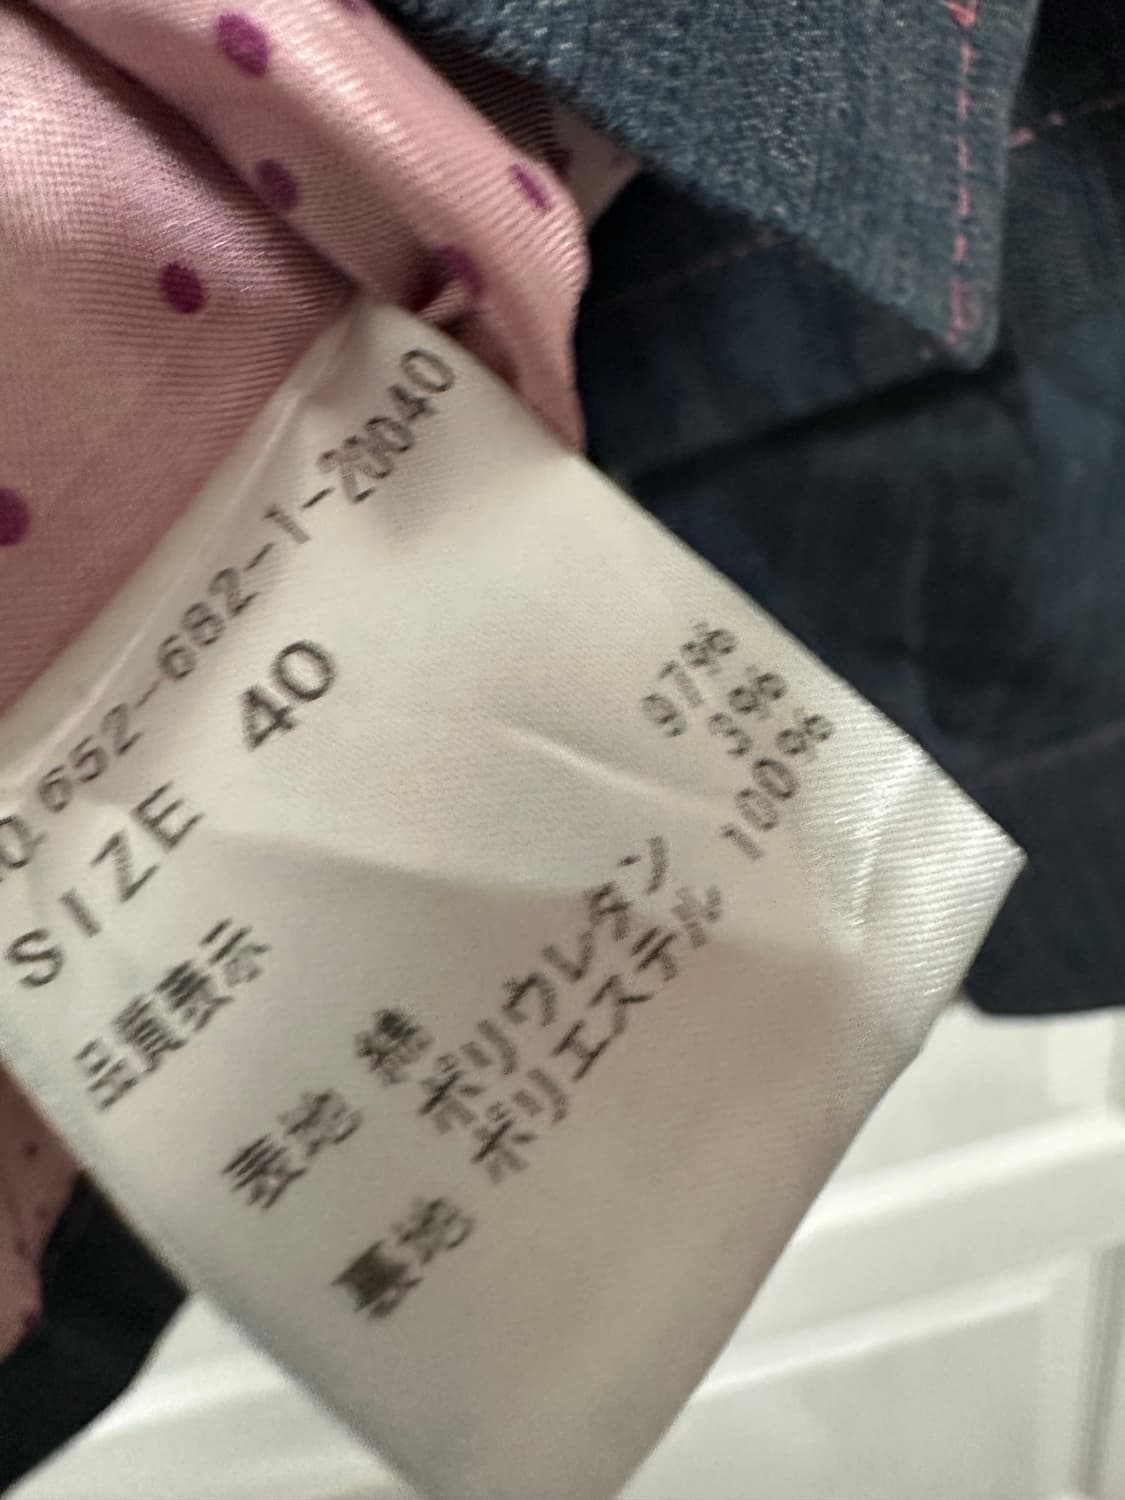 Q 652-682-1-20040
SIZE 40
品質表示
表地 綿 97%
ポリウレタン 3%
裏地 ポリエステル 100%